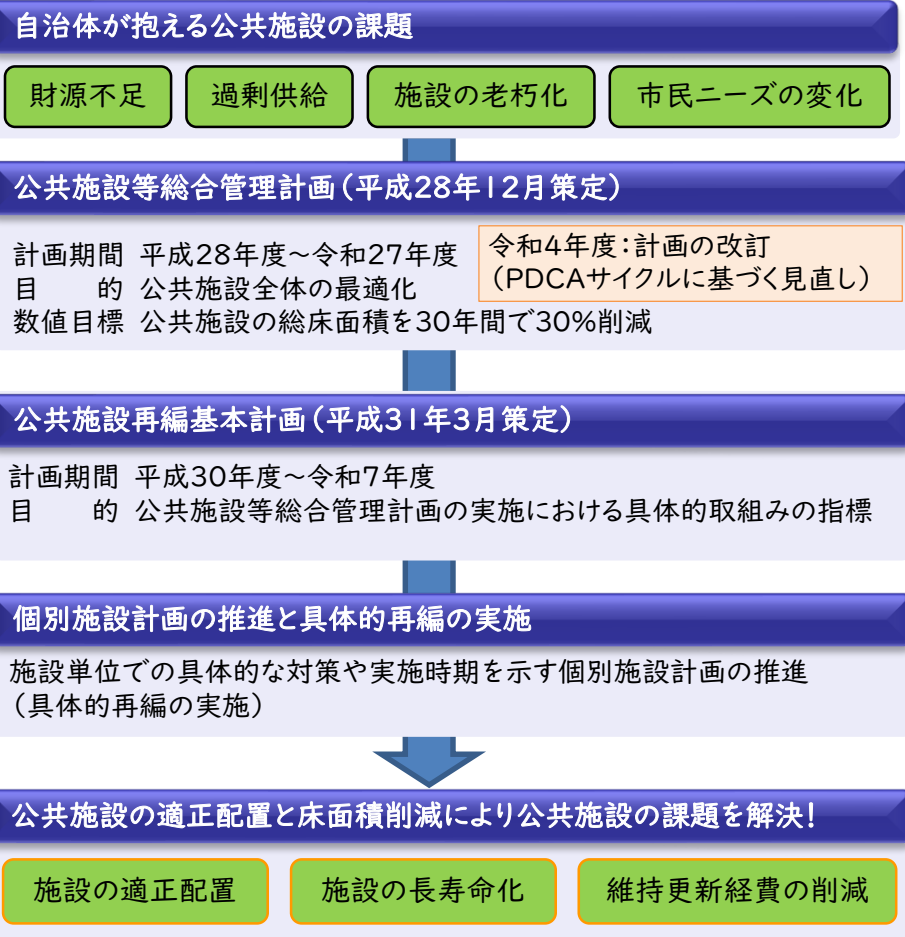 自治体が抱える公共施設の課題
財源不足
過剰供給
施設の老朽化
市民ニーズの変化
公共施設等総合管理計画（平成28年12月策定）
計画期間 平成28年度～令和27年度
目　的 公共施設全体の最適化
数値目標 公共施設の総床面積を30年間で30%削減
令和4年度：計画の改訂
（PDCAサイクルに基づく見直し）
公共施設再編基本計画（平成31年3月策定）
計画期間 平成30年度～令和7年度
目　的 公共施設等総合管理計画の実施における具体的取組みの指標
個別施設計画の推進と具体的再編の実施
施設単位での具体的な対策や実施時期を示す個別施設計画の推進
（具体的再編の実施）
公共施設の適正配置と床面積削減により公共施設の課題を解決！
施設の適正配置
施設の長寿命化
維持更新経費の削減